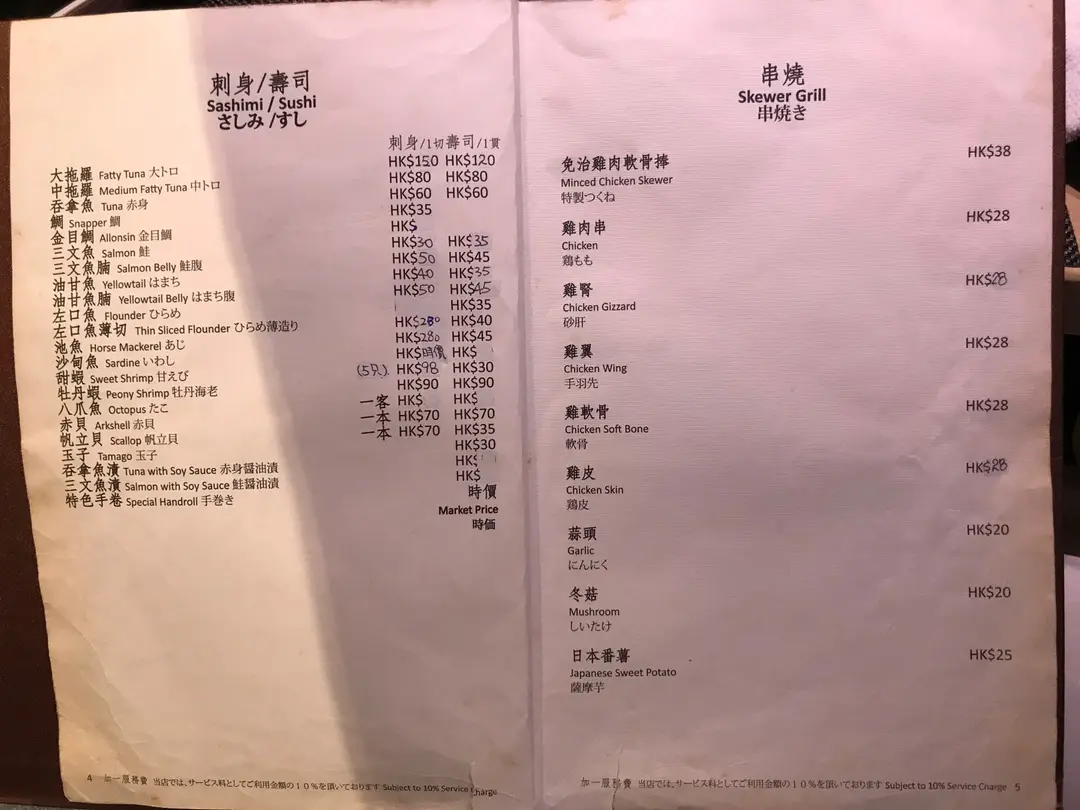 刺身/壽司
Sashimi / Sushi
さしみ /すし
刺身/1切壽司/1貫
大拖羅 Fatty Tuna 大トロ HK$150 HK$120
中拖羅 Medium Fatty Tuna 中トロ HK$80 HK$80
吞拿魚 Tuna 赤身 HK$60 HK$60
鯛 Snapper 鯛 HK$35
金目鯛 Allonsin 金目鯛 HK$
三文魚 Salmon 鮭 HK$30 HK$35
三文魚腩 Salmon Belly 鮭腹 HK$50 HK$45
油甘魚 Yellowtail はまち HK$40 HK$35
油甘魚腩 Yellowtail Belly はまち腹 HK$50 HK$45
左口魚 Flounder ひらめ HK$35
左口魚薄切 Thin Sliced Flounder ひらめ薄造り HK$280 HK$40
池魚 Horse Mackerel あじ HK$280 HK$45
沙甸魚 Sardine いわし HK$時價 HK$
甜蝦 Sweet Shrimp 甘えび (5只) HK$98 HK$30
牡丹蝦 Peony Shrimp 牡丹海老 HK$90 HK$90
八爪魚 Octopus たこ 一客 HK$ HK$
赤貝 Arkshell 赤貝 一本 HK$70 HK$70
帆立貝 Scallop 帆立貝 一本 HK$70 HK$35
玉子 Tamago 玉子 HK$30
吞拿魚漬 Tuna with Soy Sauce 赤身醤油漬 HK$
三文魚漬 Salmon with Soy Sauce 鮭醤油漬 HK$
特色手卷 Special Handroll 手巻き 時價
Market Price
時価
4 加一服務費 当店では、サービス料としてご利用金額の１０％を頂いております Subject to 10% Service Charge
串燒
Skewer Grill
串焼き
免治雞肉軟骨棒 HK$38
Minced Chicken Skewer
特製つくね
雞肉串 HK$28
Chicken
鶏もも
雞腎 HK$28
Chicken Gizzard
砂肝
雞翼 HK$28
Chicken Wing
手羽先
雞軟骨 HK$28
Chicken Soft Bone
軟骨
雞皮 HK$28
Chicken Skin
鶏皮
蒜頭 HK$20
Garlic
にんにく
冬菇 HK$20
Mushroom
しいたけ
日本番薯 HK$25
Japanese Sweet Potato
薩摩芋
加一服務費 当店では、サービス料としてご利用金額の１０％を頂いております Subject to 10% Service Charge 5